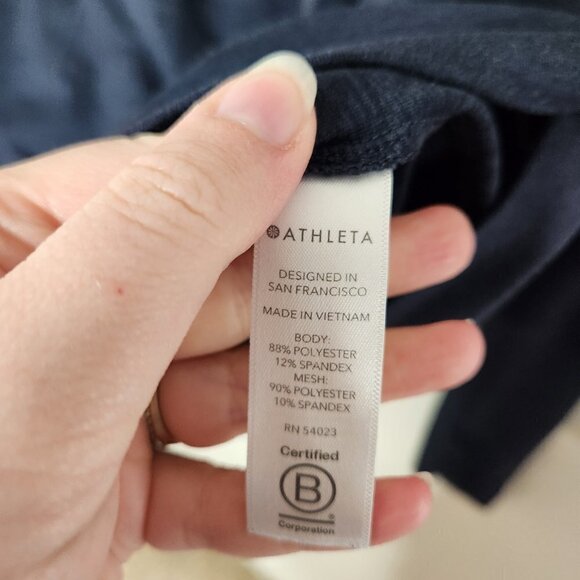 ATHLETA
DESIGNED IN
SAN FRANCISCO
MADE IN VIETNAM
BODY:
88% POLYESTER
12% SPANDEX
MESH:
90% POLYESTER
10% SPANDEX
RN 54023
Certified
B
®
Corporation